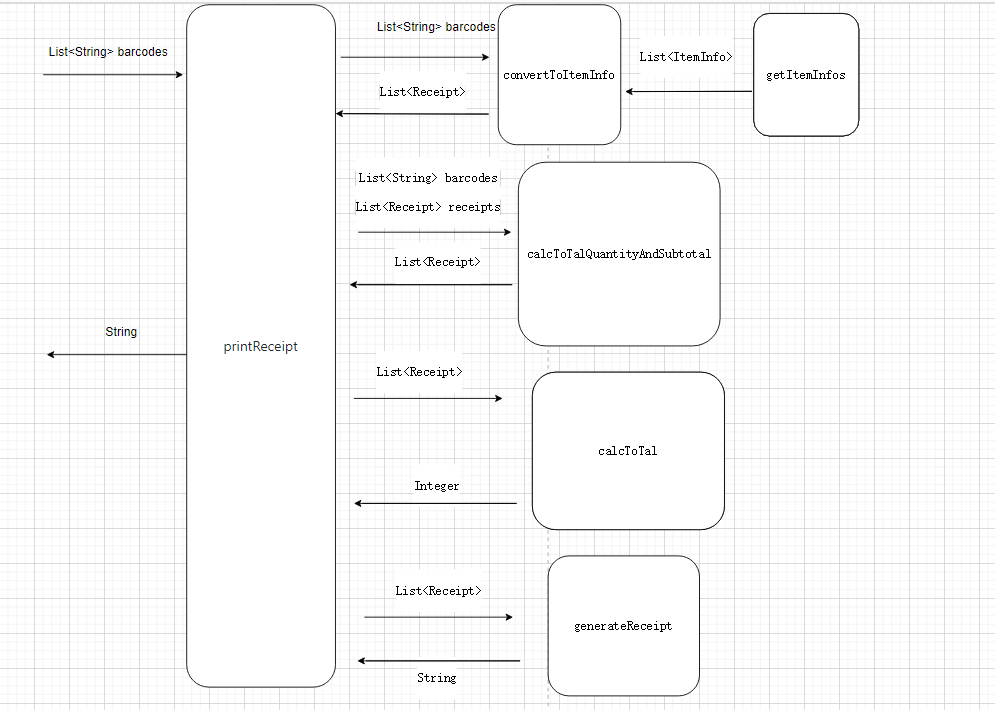 List<String> barcodes
List<String> barcodes
convertToItemInfo
List<ItemInfo>
getItemInfos
List<Receipt>
List<String> barcodes
List<Receipt> receipts
calcToTalQuantityAndSubtotal
List<Receipt>
String
printReceipt
List<Receipt>
calcToTal
Integer
List<Receipt>
generateReceipt
String